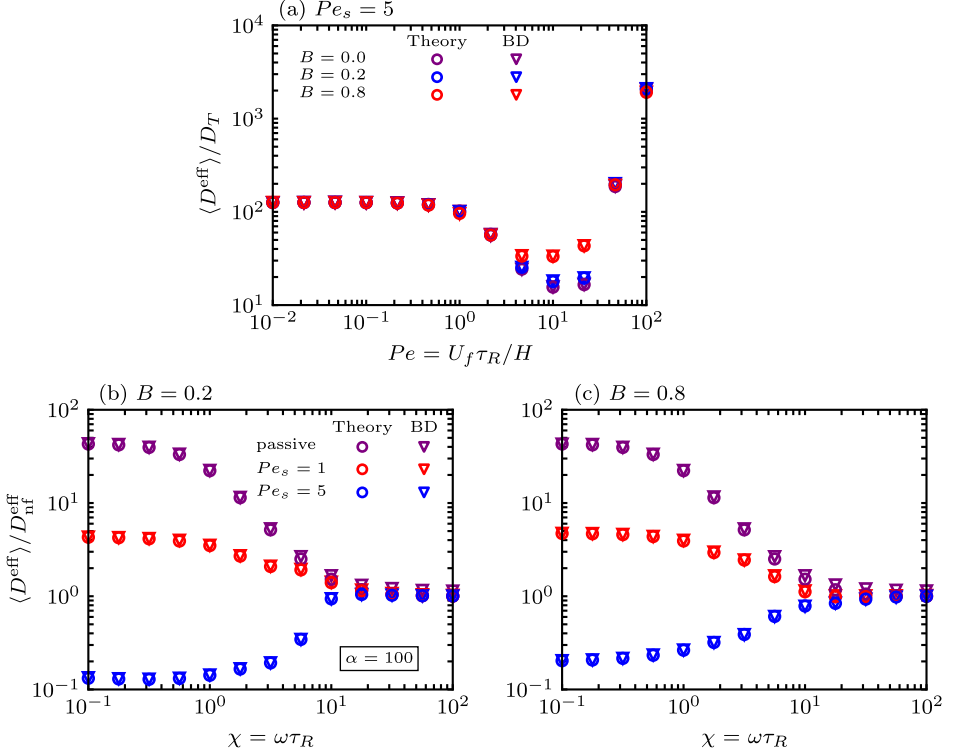 (a) Pe_s = 5
10^4
10^3
10^2
10^1
⟨D^eff⟩/D_T
Theory BD
B = 0.0
B = 0.2
B = 0.8
10^−2 10^−1 10^0 10^1 10^2
Pe = U_f τ_R/H
(b) B = 0.2
10^2
10^1
10^0
10^−1
⟨D^eff⟩/D^eff_nf
Theory BD
passive
Pe_s = 1
Pe_s = 5
α = 100
10^−1 10^0 10^1 10^2
χ = ωτ_R
(c) B = 0.8
10^2
10^1
10^0
10^−1
10^−1 10^0 10^1 10^2
χ = ωτ_R